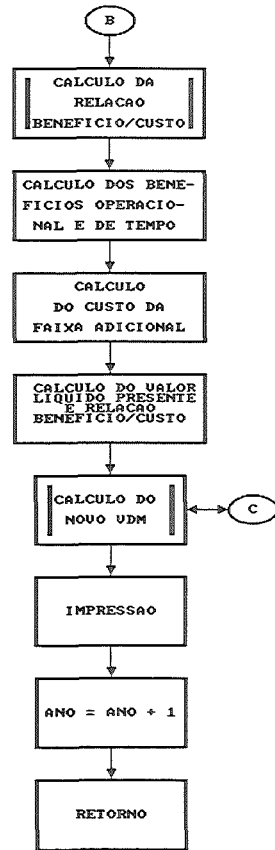 B
CALCULO DA
RELACAO
BENEFICIO/CUSTO
CALCULO DOS BENE-
FICIOS OPERACIO-
NAL E DE TEMPO
CALCULO
DO CUSTO DA
FAIXA ADICIONAL
CALCULO DO VALOR
LIQUIDO PRESENTE
E RELACAO
BENEFICIO/CUSTO
CALCULO DO
NOVO VDM
C
IMPRESSAO
ANO = ANO + 1
RETORNO